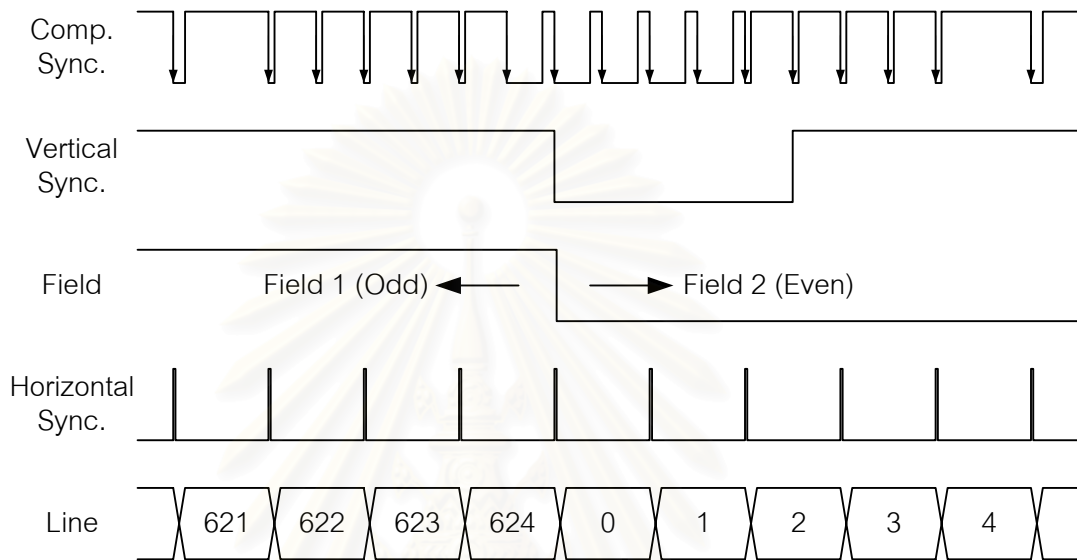 Comp.
Sync.
Vertical
Sync.
Field
Field 1 (Odd)
Field 2 (Even)
Horizontal
Sync.
Line
621 622 623 624 0 1 2 3 4